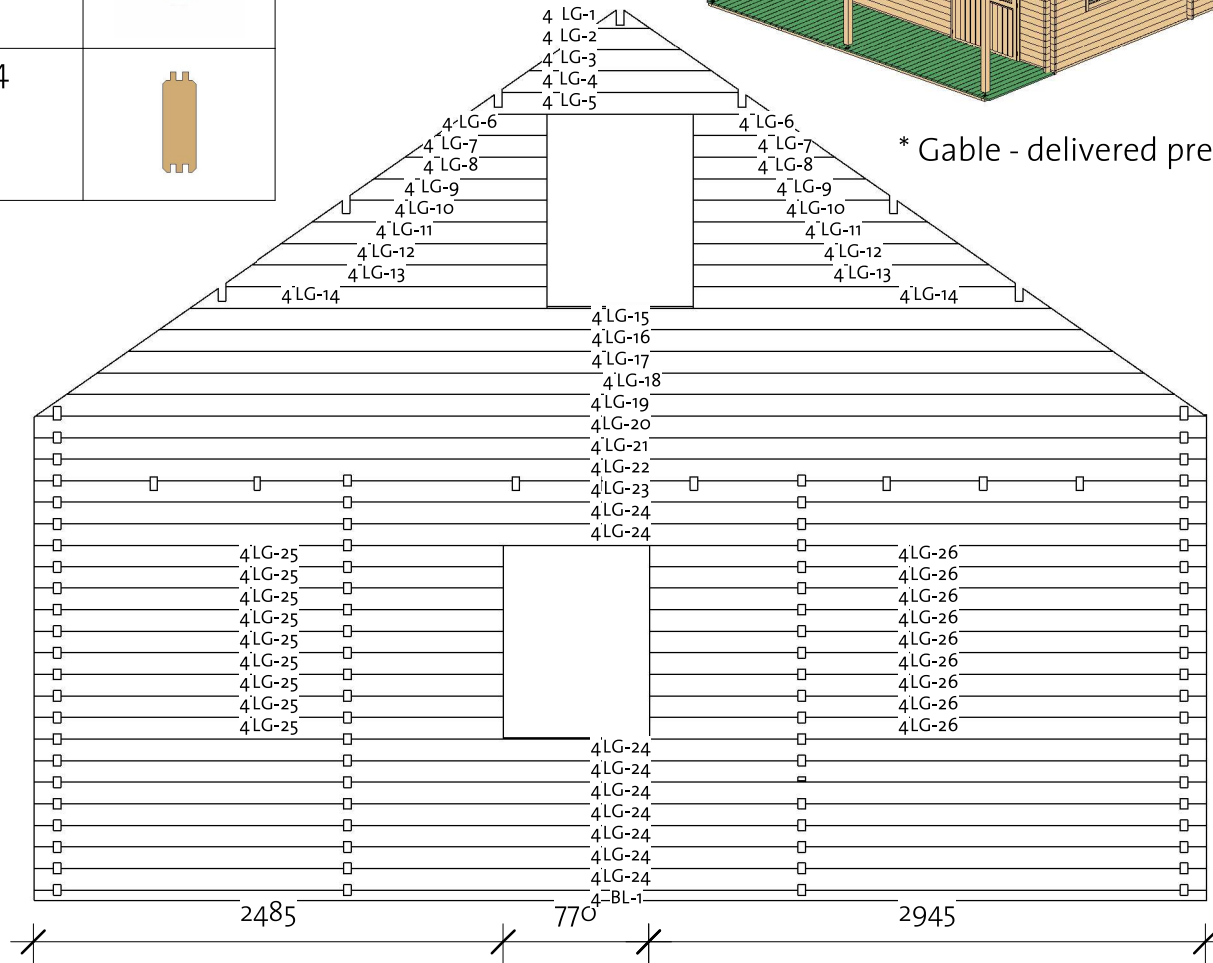 4
* Gable - delivered pre
4 LG-1
4 LG-2
4 LG-3
4 LG-4
4 LG-5
4 LG-6 4 LG-6
4 LG-7 4 LG-7
4 LG-8 4 LG-8
4 LG-9 4 LG-9
4 LG-10 4 LG-10
4 LG-11 4 LG-11
4 LG-12 4 LG-12
4 LG-13 4 LG-13
4 LG-14 4 LG-14
4 LG-15
4 LG-16
4 LG-17
4 LG-18
4 LG-19
4 LG-20
4 LG-21
4 LG-22
4 LG-23
4 LG-24
4 LG-24
4 LG-25 4 LG-26
4 LG-25 4 LG-26
4 LG-25 4 LG-26
4 LG-25 4 LG-26
4 LG-25 4 LG-26
4 LG-25 4 LG-26
4 LG-25 4 LG-26
4 LG-25 4 LG-26
4 LG-25 4 LG-26
4 LG-24
4 LG-24
4 LG-24
4 LG-24
4 LG-24
4 LG-24
4 LG-24
4 BL-1
2485 770 2945